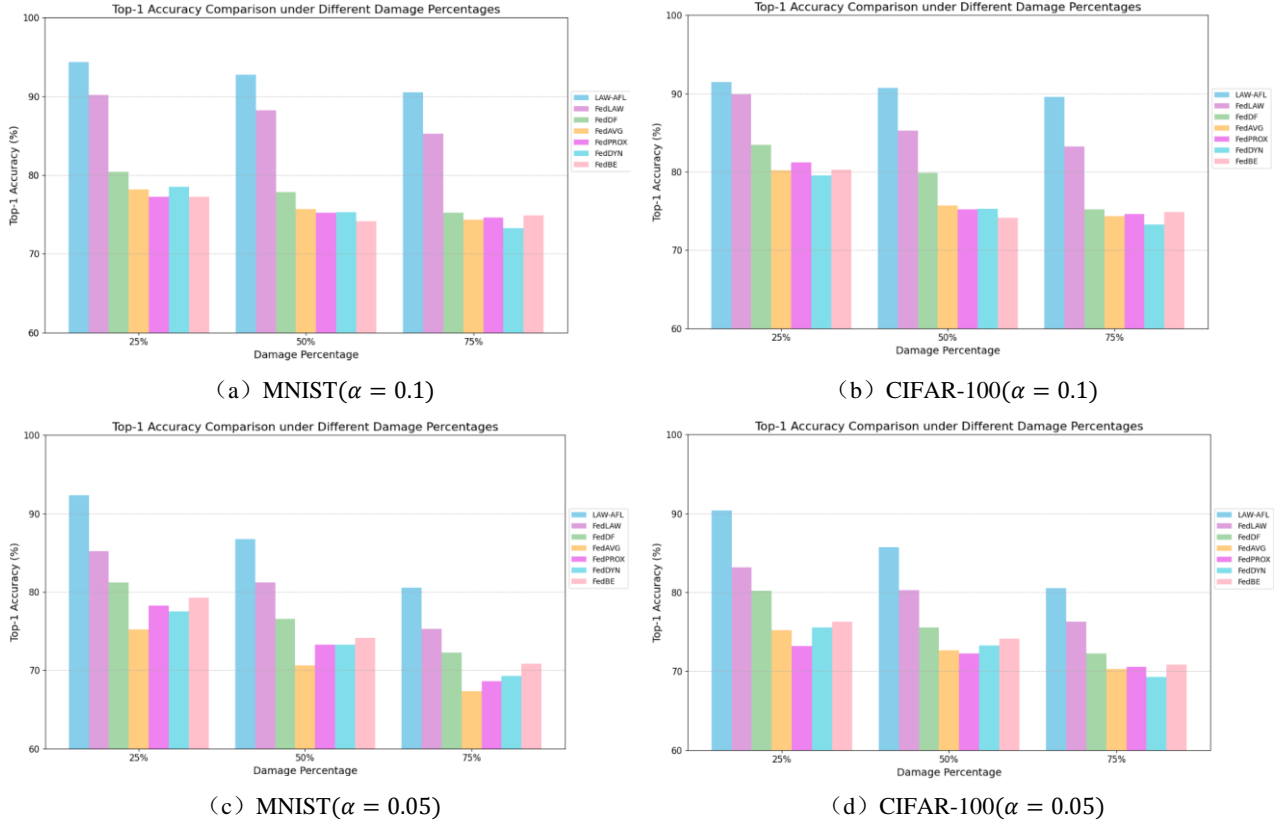 Top-1 Accuracy Comparison under Different Damage Percentages
100
90
80
70
60
Top-1 Accuracy (%)
25%
50%
75%
Damage Percentage
LAW-AFL
FedLAW
FedDF
FedAVG
FedPROX
FedDYN
FedBE
（a）MNIST(α = 0.1)
Top-1 Accuracy Comparison under Different Damage Percentages
100
90
80
70
60
Top-1 Accuracy (%)
25%
50%
75%
Damage Percentage
LAW-AFL
FedLAW
FedDF
FedAVG
FedPROX
FedDYN
FedBE
（b）CIFAR-100(α = 0.1)
Top-1 Accuracy Comparison under Different Damage Percentages
100
90
80
70
60
Top-1 Accuracy (%)
25%
50%
75%
Damage Percentage
LAW-AFL
FedLAW
FedDF
FedAVG
FedPROX
FedDYN
FedBE
（c）MNIST(α = 0.05)
Top-1 Accuracy Comparison under Different Damage Percentages
100
90
80
70
60
Top-1 Accuracy (%)
25%
50%
75%
Damage Percentage
LAW-AFL
FedLAW
FedDF
FedAVG
FedPROX
FedDYN
FedBE
（d）CIFAR-100(α = 0.05)